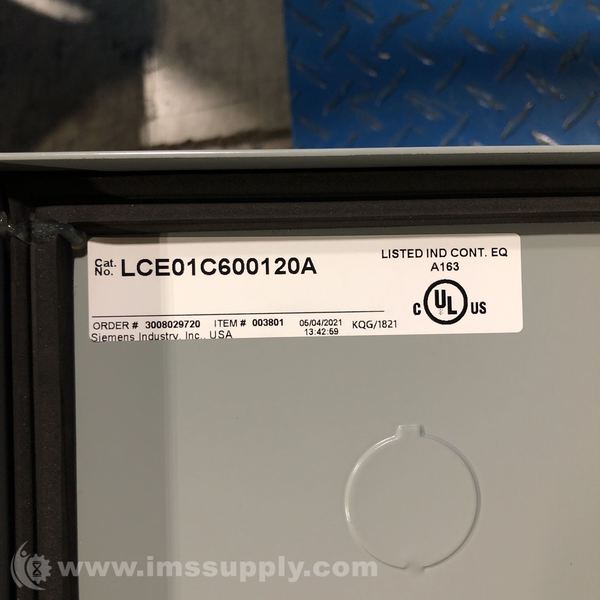 Cat. No. LCE01C600120A
LISTED IND CONT. EQ
A163
C UL US
ORDER # 3008029720 ITEM # 003801 05/04/2021 13:42:59 KQG/1821
Siemens Industry, Inc., USA
www.imssupply.com